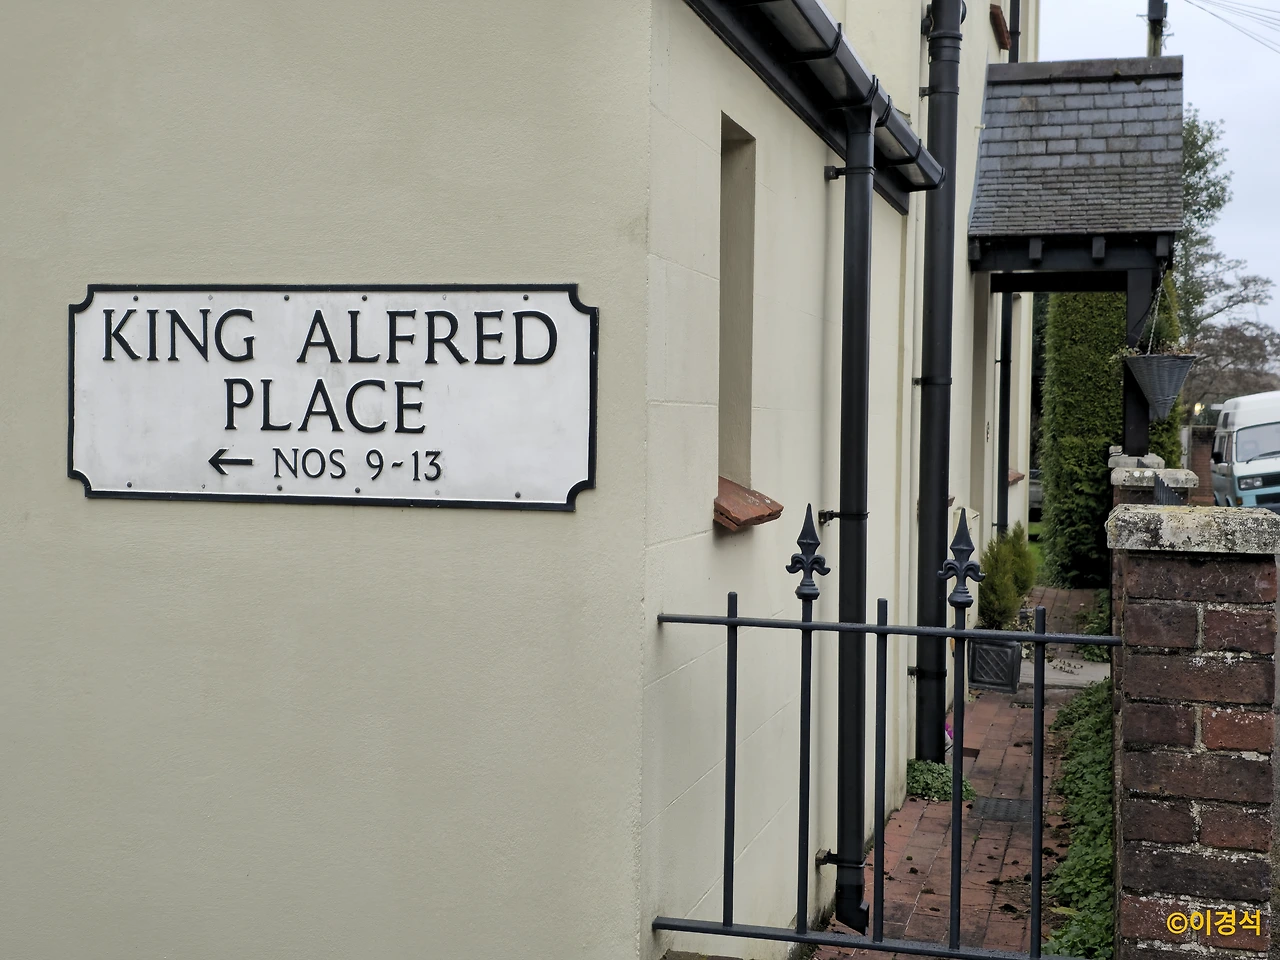 KING ALFRED
PLACE
← NOS 9-13
©이경석